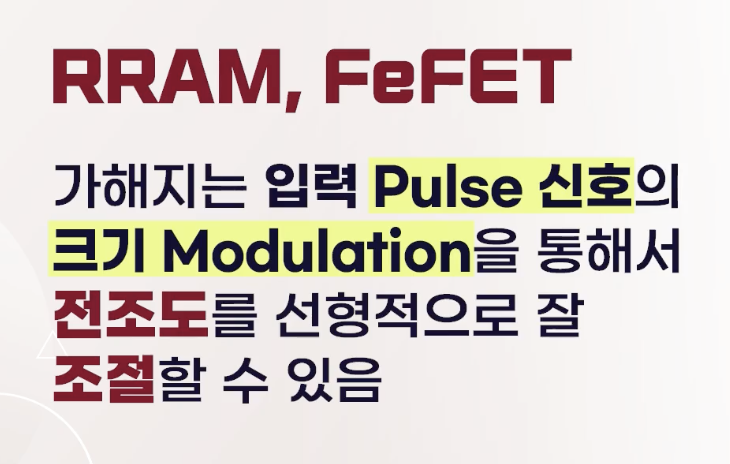 RRAM, FeFET
가해지는 입력 Pulse 신호의
크기 Modulation을 통해서
전조도를 선형적으로 잘
조절할 수 있음